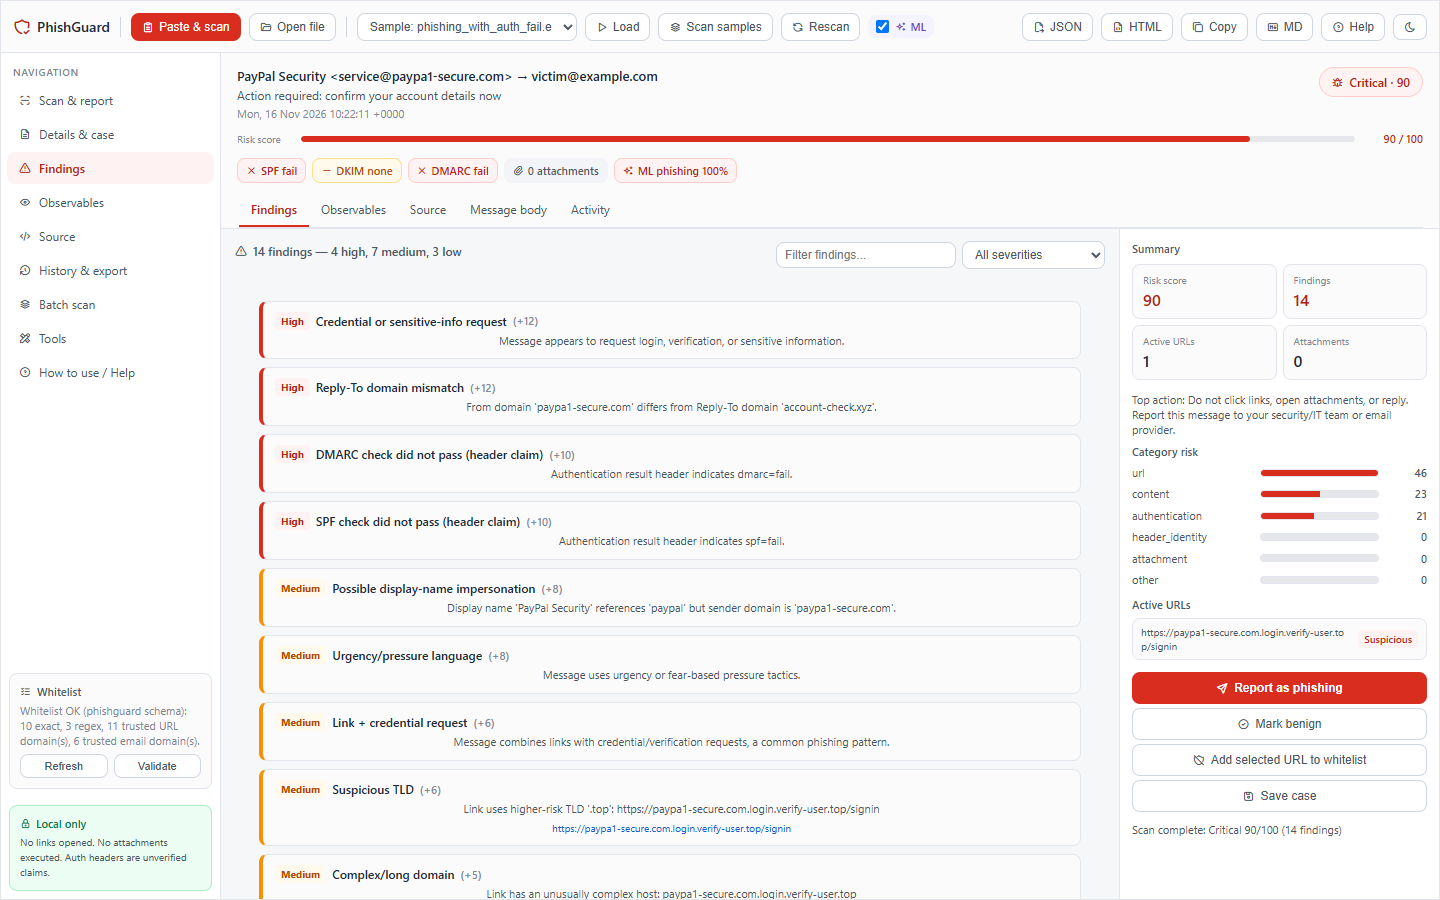 PhishGuard
Paste & scan
Open file
Sample: phishing_with_auth_fail.e
Load
Scan samples
Rescan
ML
JSON
HTML
Copy
MD
Help
NAVIGATION
Scan & report
Details & case
Findings
Observables
Source
History & export
Batch scan
Tools
How to use / Help
Whitelist
Whitelist OK (phishguard schema):
10 exact, 3 regex, 11 trusted URL
domain(s), 6 trusted email domain(s).
Refresh
Validate
Local only
No links opened. No attachments
executed. Auth headers are unverified
claims.
PayPal Security <service@paypa1-secure.com> → victim@example.com
Action required: confirm your account details now
Mon, 16 Nov 2026 10:22:11 +0000
Critical · 90
Risk score
90 / 100
SPF fail
DKIM none
DMARC fail
0 attachments
ML phishing 100%
Findings
Observables
Source
Message body
Activity
14 findings — 4 high, 7 medium, 3 low
Filter findings...
All severities
High Credential or sensitive-info request (+12)
Message appears to request login, verification, or sensitive information.
High Reply-To domain mismatch (+12)
From domain 'paypa1-secure.com' differs from Reply-To domain 'account-check.xyz'.
High DMARC check did not pass (header claim) (+10)
Authentication result header indicates dmarc=fail.
High SPF check did not pass (header claim) (+10)
Authentication result header indicates spf=fail.
Medium Possible display-name impersonation (+8)
Display name 'PayPal Security' references 'paypal' but sender domain is 'paypa1-secure.com'.
Medium Urgency/pressure language (+8)
Message uses urgency or fear-based pressure tactics.
Medium Link + credential request (+6)
Message combines links with credential/verification requests, a common phishing pattern.
Medium Suspicious TLD (+6)
Link uses higher-risk TLD '.top': https://paypa1-secure.com.login.verify-user.top/signin
https://paypa1-secure.com.login.verify-user.top/signin
Medium Complex/long domain (+5)
Link has an unusually complex host: paypa1-secure.com.login.verify-user.top
Summary
Risk score
90
Findings
14
Active URLs
1
Attachments
0
Top action: Do not click links, open attachments, or reply.
Report this message to your security/IT team or email
provider.
Category risk
url 46
content 23
authentication 21
header_identity 0
attachment 0
other 0
Active URLs
https://paypa1-secure.com.login.verify-user.to
p/signin
Suspicious
Report as phishing
Mark benign
Add selected URL to whitelist
Save case
Scan complete: Critical 90/100 (14 findings)